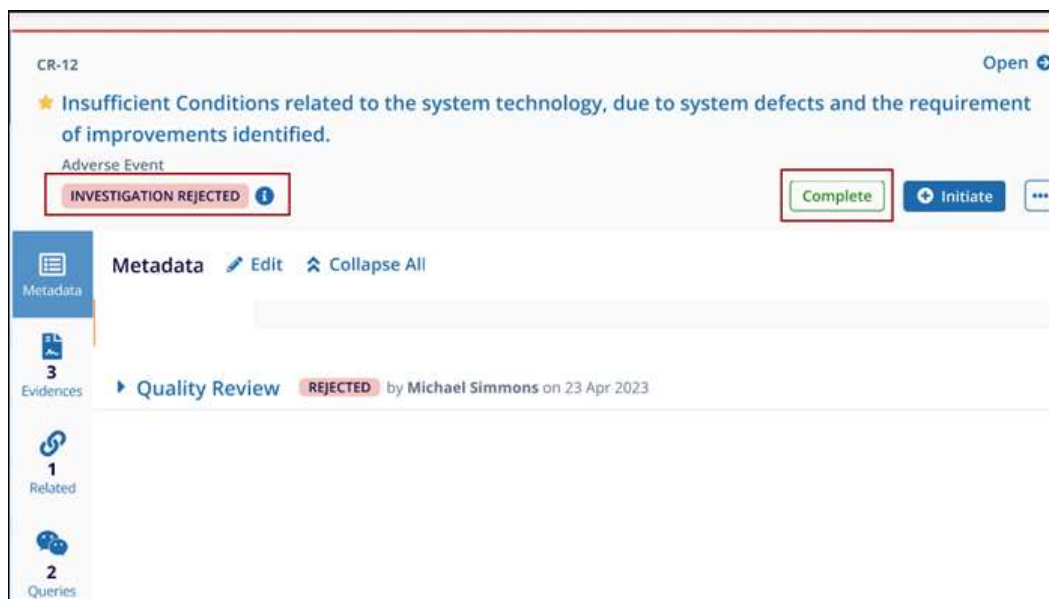 CR-12
Open
Insufficient Conditions related to the system technology, due to system defects and the requirement
of improvements identified.
Adverse Event
INVESTIGATION REJECTED
Complete
Initiate
Metadata
Metadata Edit Collapse All
3
Evidences
Quality Review REJECTED by Michael Simmons on 23 Apr 2023
1
Related
2
Queries